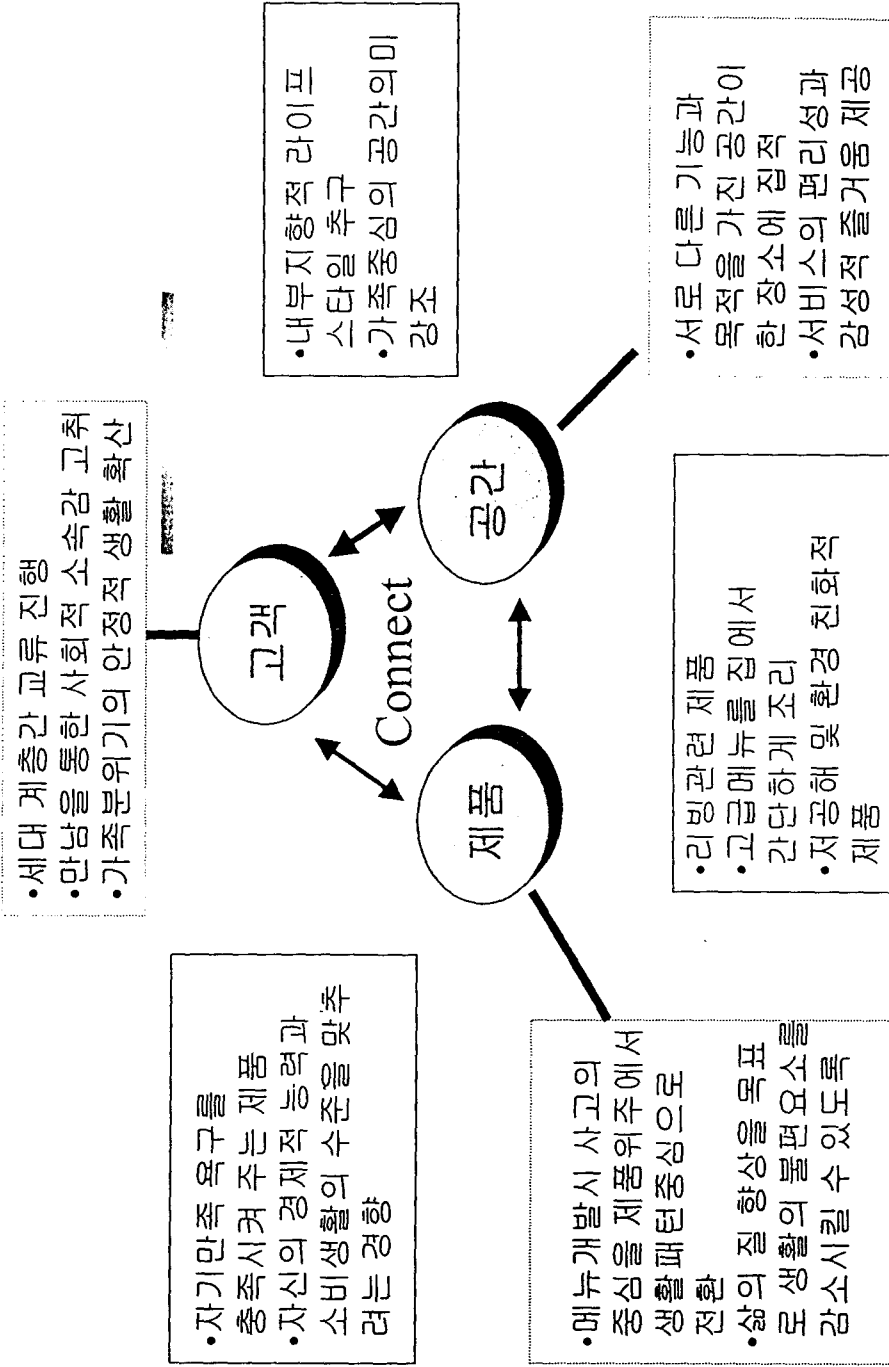 •세대 계층간 교류 진행
•만남을 통한 사회적 소속감 고취
•가족분위기의 안정적 생활 확산
•자기만족 욕구를
충족시켜 주는 제품
•자신의 경제적 능력과
소비생활의 수준을 맞추
려는 경향
고객
•내부지향적 라이프
스타일 추구
•가족중심의 공간의미
강조
Connect
제품
공간
•메뉴개발시 사고의
중심을 제품위주에서
생활패턴중심으로
전환
•삶의 질 향상을 목표
로 생활의 불편요소를
감소시킬 수 있도록
•리빙관련 제품
•고급메뉴를 집에서
간단하게 조리
•저공해 및 환경 친화적
제품
•서로 다른 기능과
목적을 가진 공간이
한 장소에 집적
•서비스의 편리성과
감성적 즐거움 제공